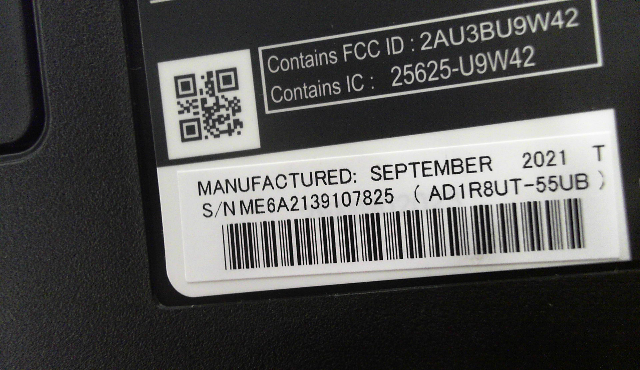 Contains FCC ID : 2AU3BU9W42
Contains IC : 25625-U9W42
MANUFACTURED: SEPTEMBER 2021 T
S/N ME6A2139107825 ( AD1R8UT-55UB )